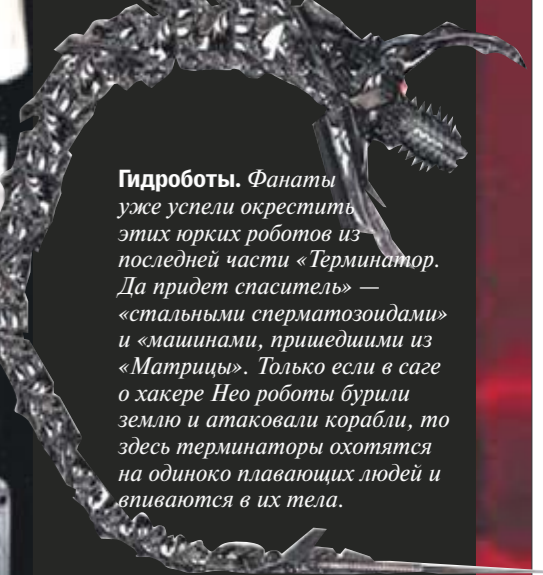 Гидроботы. Фанаты
уже успели окрестить
этих юрких роботов из
последней части «Терминатор.
Да придет спаситель» —
«стальными сперматозоидами»
и «машинами, пришедшими из
«Матрицы». Только если в саге
о хакере Нео роботы бурили
землю и атаковали корабли, то
здесь терминаторы охотятся
на одиноко плавающих людей и
впиваются в их тела.